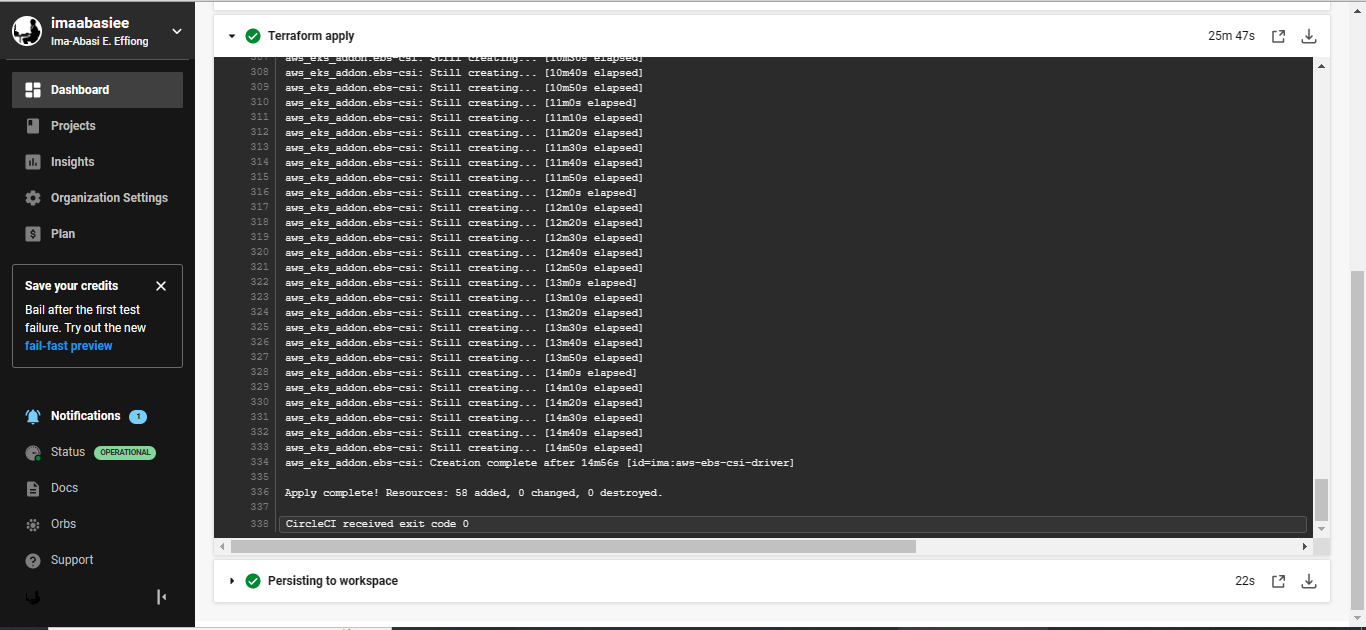 imaabasiee
Ima-Abasi E. Effiong
Dashboard
Projects
Insights
Organization Settings
Plan
Save your credits
Bail after the first test
failure. Try out the new
fail-fast preview
Notifications 1
Status OPERATIONAL
Docs
Orbs
Support
Terraform apply 25m 47s
307 aws_eks_addon.ebs-csi: Still creating... [10m30s elapsed]
308 aws_eks_addon.ebs-csi: Still creating... [10m40s elapsed]
309 aws_eks_addon.ebs-csi: Still creating... [10m50s elapsed]
310 aws_eks_addon.ebs-csi: Still creating... [11m0s elapsed]
311 aws_eks_addon.ebs-csi: Still creating... [11m10s elapsed]
312 aws_eks_addon.ebs-csi: Still creating... [11m20s elapsed]
313 aws_eks_addon.ebs-csi: Still creating... [11m30s elapsed]
314 aws_eks_addon.ebs-csi: Still creating... [11m40s elapsed]
315 aws_eks_addon.ebs-csi: Still creating... [11m50s elapsed]
316 aws_eks_addon.ebs-csi: Still creating... [12m0s elapsed]
317 aws_eks_addon.ebs-csi: Still creating... [12m10s elapsed]
318 aws_eks_addon.ebs-csi: Still creating... [12m20s elapsed]
319 aws_eks_addon.ebs-csi: Still creating... [12m30s elapsed]
320 aws_eks_addon.ebs-csi: Still creating... [12m40s elapsed]
321 aws_eks_addon.ebs-csi: Still creating... [12m50s elapsed]
322 aws_eks_addon.ebs-csi: Still creating... [13m0s elapsed]
323 aws_eks_addon.ebs-csi: Still creating... [13m10s elapsed]
324 aws_eks_addon.ebs-csi: Still creating... [13m20s elapsed]
325 aws_eks_addon.ebs-csi: Still creating... [13m30s elapsed]
326 aws_eks_addon.ebs-csi: Still creating... [13m40s elapsed]
327 aws_eks_addon.ebs-csi: Still creating... [13m50s elapsed]
328 aws_eks_addon.ebs-csi: Still creating... [14m0s elapsed]
329 aws_eks_addon.ebs-csi: Still creating... [14m10s elapsed]
330 aws_eks_addon.ebs-csi: Still creating... [14m20s elapsed]
331 aws_eks_addon.ebs-csi: Still creating... [14m30s elapsed]
332 aws_eks_addon.ebs-csi: Still creating... [14m40s elapsed]
333 aws_eks_addon.ebs-csi: Still creating... [14m50s elapsed]
334 aws_eks_addon.ebs-csi: Creation complete after 14m56s [id=ima:aws-ebs-csi-driver]
335
336 Apply complete! Resources: 58 added, 0 changed, 0 destroyed.
337
338 CircleCI received exit code 0
Persisting to workspace 22s